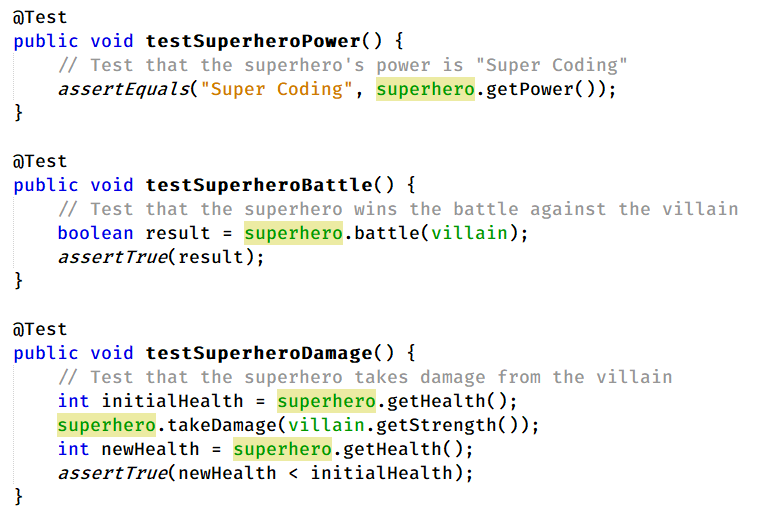 @Test
public void testSuperheroPower() {
// Test that the superhero's power is "Super Coding"
assertEquals("Super Coding", superhero.getPower());
}
@Test
public void testSuperheroBattle() {
// Test that the superhero wins the battle against the villain
boolean result = superhero.battle(villain);
assertTrue(result);
}
@Test
public void testSuperheroDamage() {
// Test that the superhero takes damage from the villain
int initialHealth = superhero.getHealth();
superhero.takeDamage(villain.getStrength());
int newHealth = superhero.getHealth();
assertTrue(newHealth < initialHealth);
}